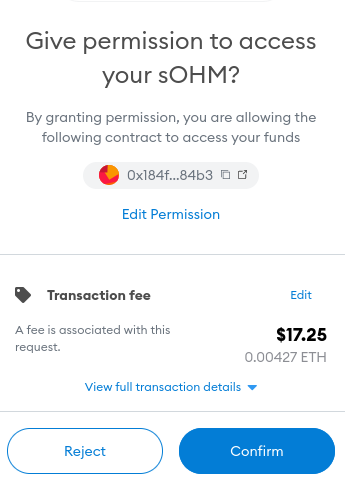 Give permission to access
your sOHM?
By granting permission, you are allowing the
following contract to access your funds
0x184f...84b3
Edit Permission
Transaction fee
Edit
A fee is associated with this
request.
$17.25
0.00427 ETH
View full transaction details
Reject
Confirm